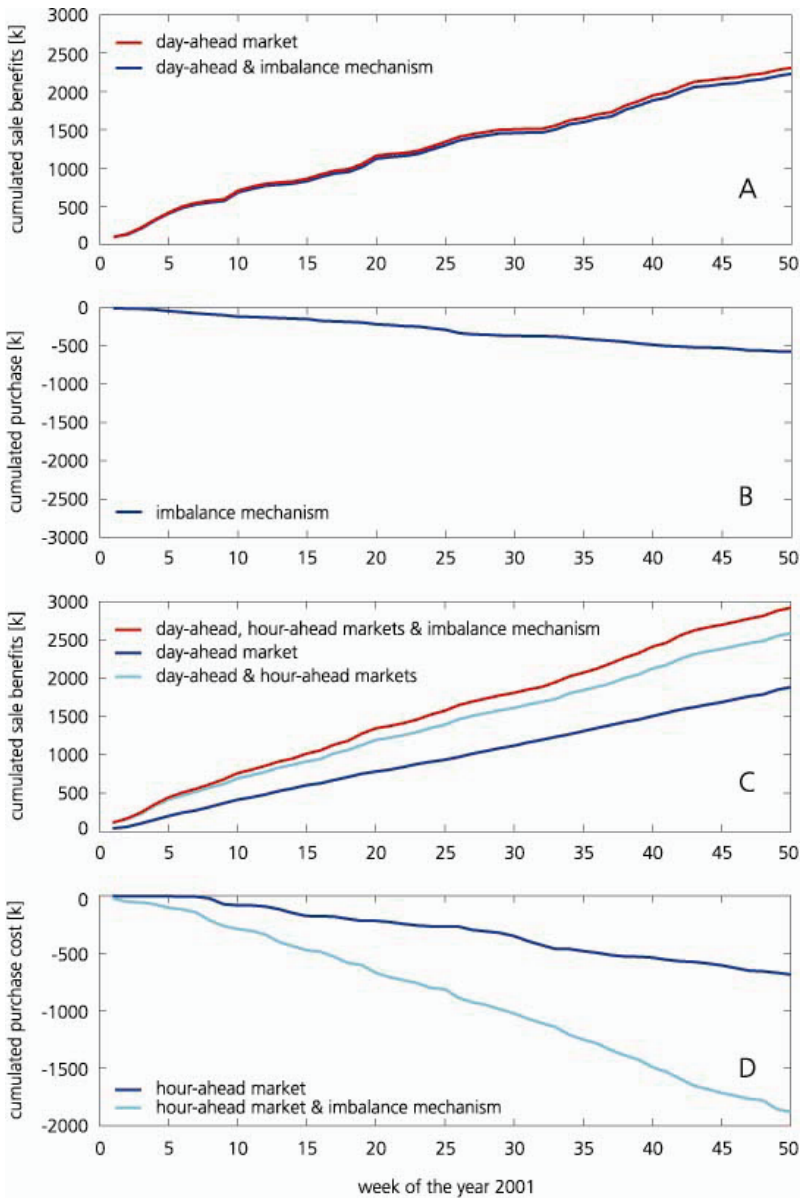 cumulated sale benefits [k]
3000
2500
2000
1500
1000
500
0
day-ahead market
day-ahead & imbalance mechanism
A
0 5 10 15 20 25 30 35 40 45 50
cumulated purchase [k]
0
-500
-1000
-1500
-2000
-2500
-3000
B
imbalance mechanism
0 5 10 15 20 25 30 35 40 45 50
cumulated sale benefits [k]
3000
2500
2000
1500
1000
500
0
day-ahead, hour-ahead markets & imbalance mechanism
day-ahead market
day-ahead & hour-ahead markets
C
0 5 10 15 20 25 30 35 40 45 50
cumulated purchase cost [k]
0
-500
-1000
-1500
-2000
D
hour-ahead market
hour-ahead market & imbalance mechanism
0 5 10 15 20 25 30 35 40 45 50
week of the year 2001